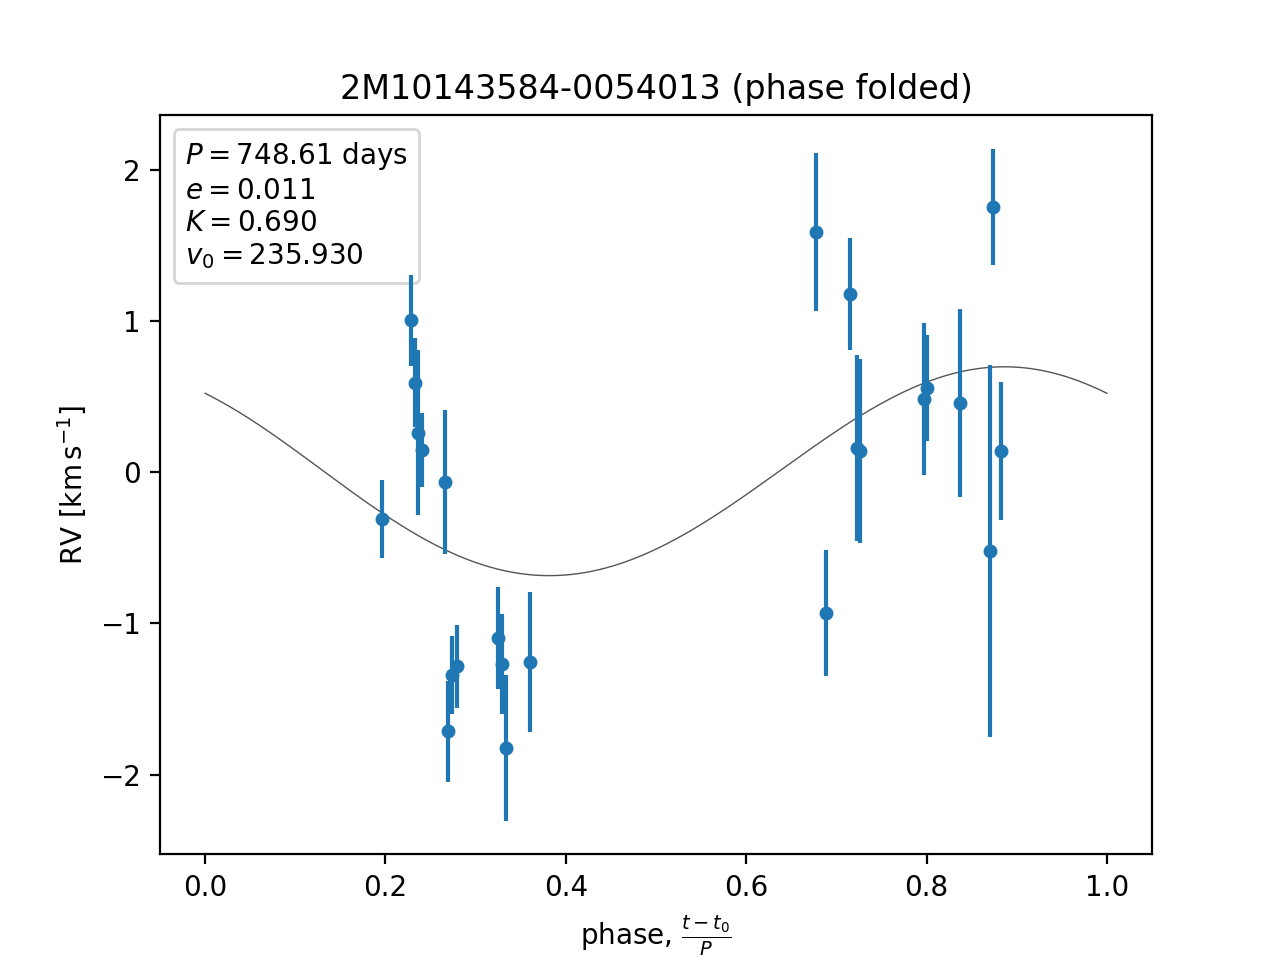 2M10143584-0054013 (phase folded)
P = 748.61 days
e = 0.011
K = 0.690
v₀ = 235.930
2
1
0
−1
−2
RV [km s⁻¹]
0.0 0.2 0.4 0.6 0.8 1.0
phase, (t − t₀)/P